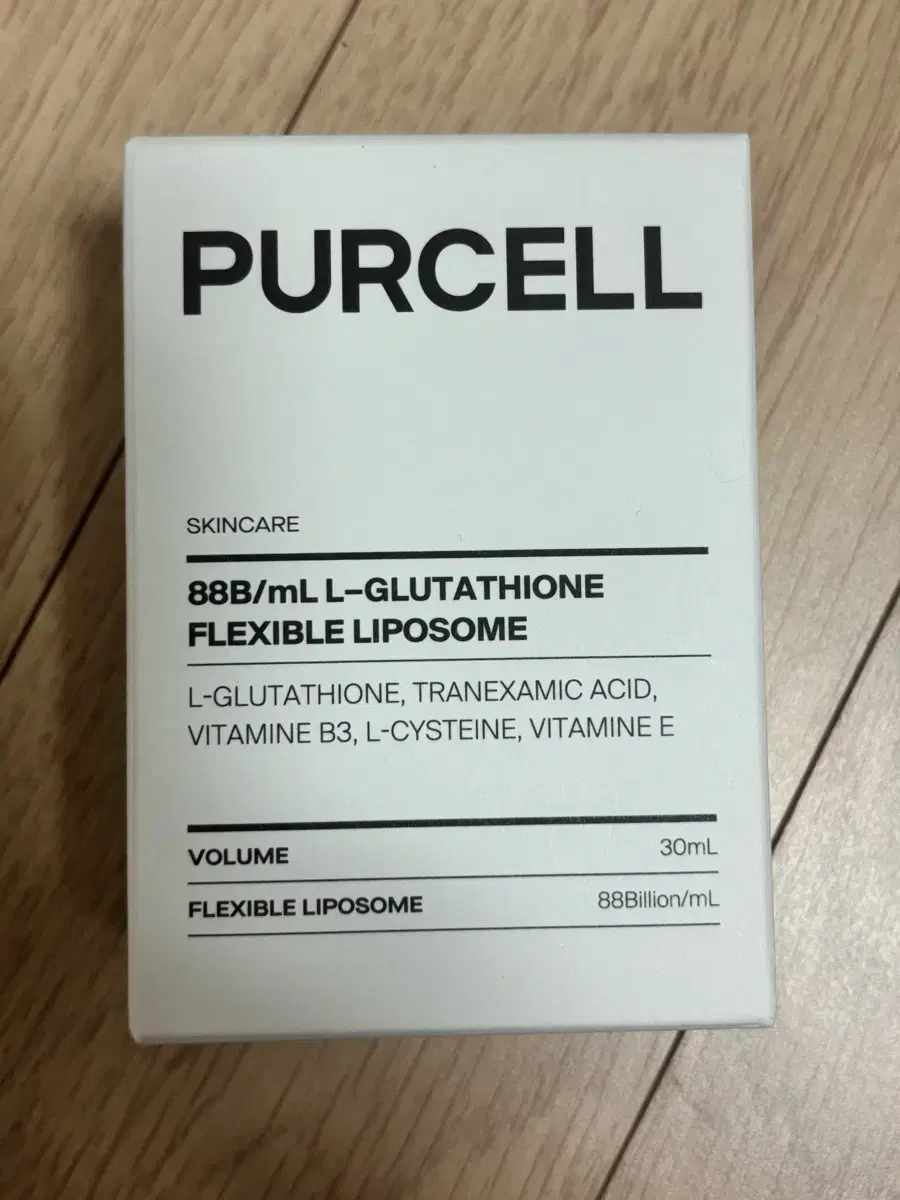 PURCELL
SKINCARE
88B/mL L-GLUTATHIONE
FLEXIBLE LIPOSOME
L-GLUTATHIONE, TRANEXAMIC ACID,
VITAMINE B3, L-CYSTEINE, VITAMINE E
VOLUME 30mL
FLEXIBLE LIPOSOME 88Billion/mL